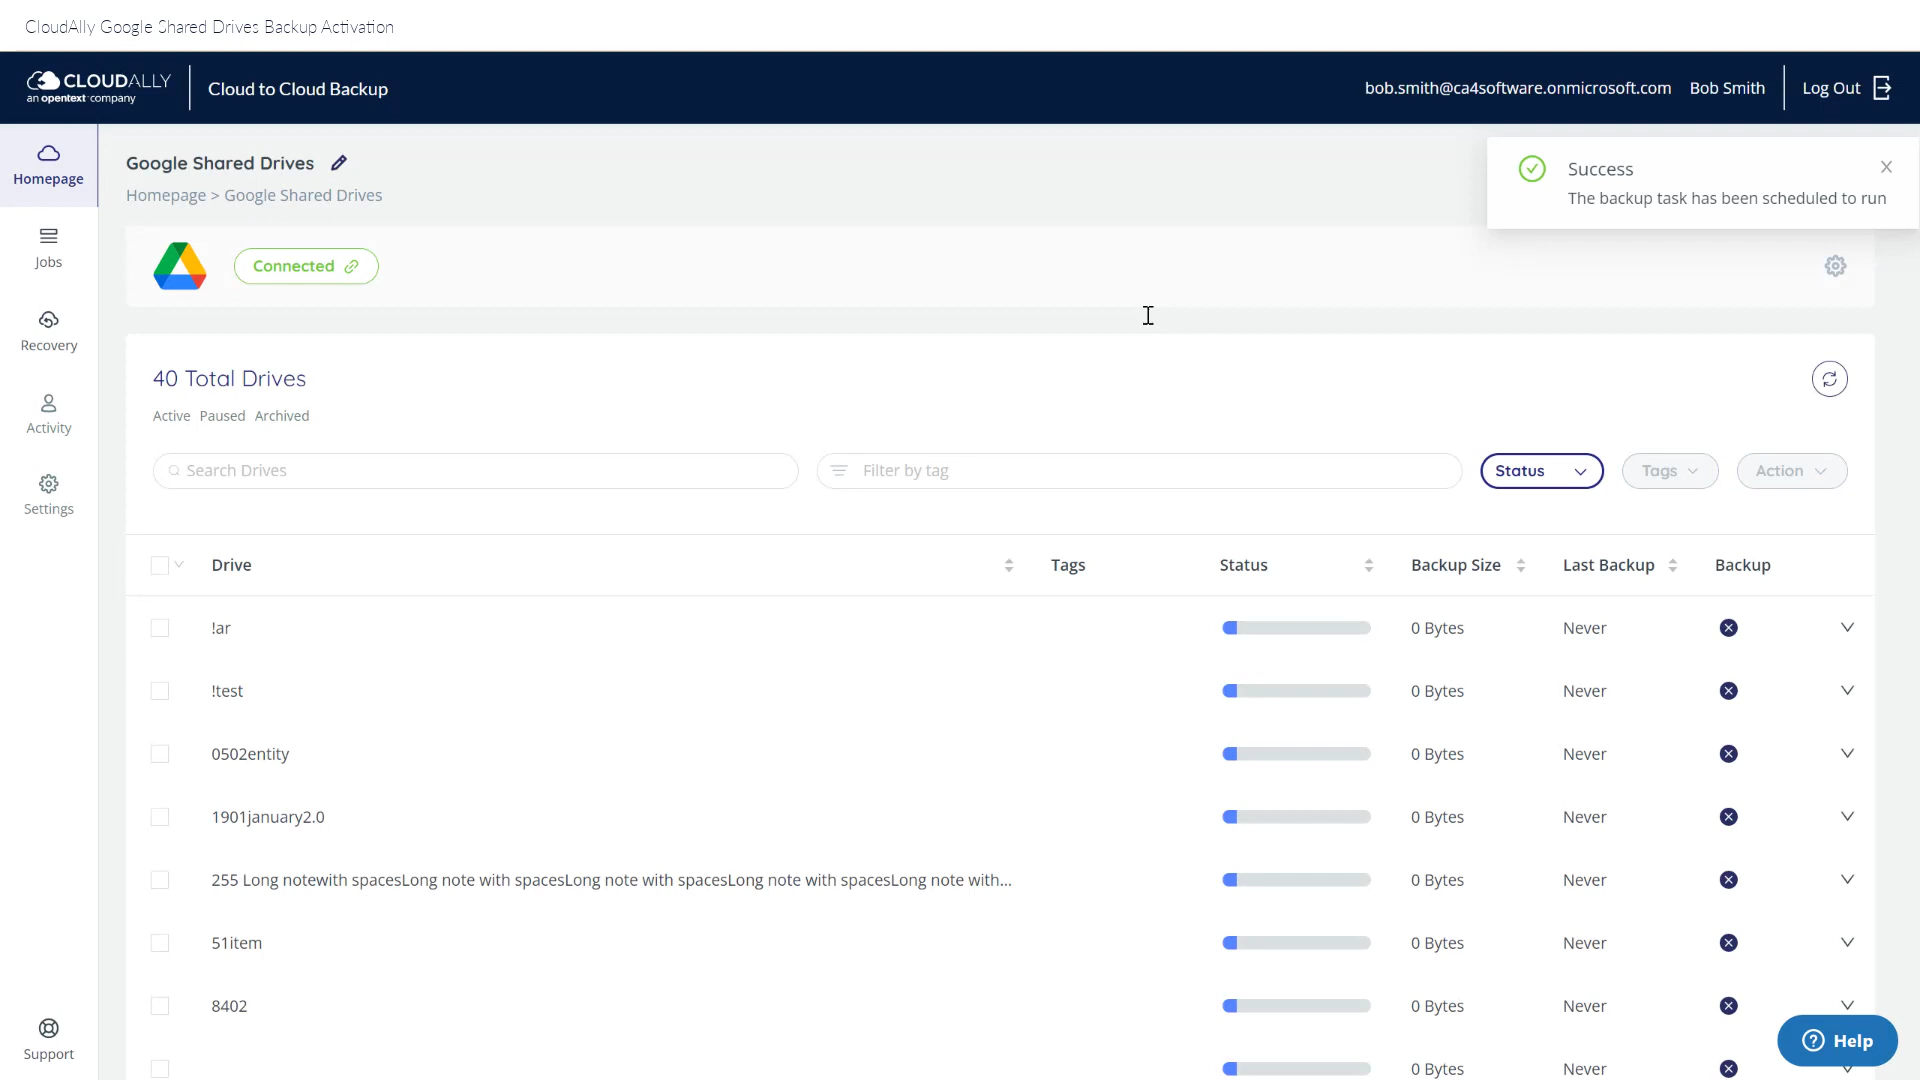 CloudAlly Google Shared Drives Backup Activation
CLOUDALLY
an opentext company
Cloud to Cloud Backup
bob.smith@ca4software.onmicrosoft.com
Bob Smith
Log Out
Homepage
Jobs
Recovery
Activity
Settings
Support
Google Shared Drives
Homepage > Google Shared Drives
Success
The backup task has been scheduled to run
Connected
40 Total Drives
Active Paused Archived
Search Drives
Filter by tag
Status
Tags
Action
Drive Tags Status Backup Size Last Backup Backup
!ar 0 Bytes Never
!test 0 Bytes Never
0502entity 0 Bytes Never
1901january2.0 0 Bytes Never
255 Long notewith spacesLong note with spacesLong note with spacesLong note with spacesLong note with... 0 Bytes Never
51item 0 Bytes Never
8402 0 Bytes Never
0 Bytes Never
Help